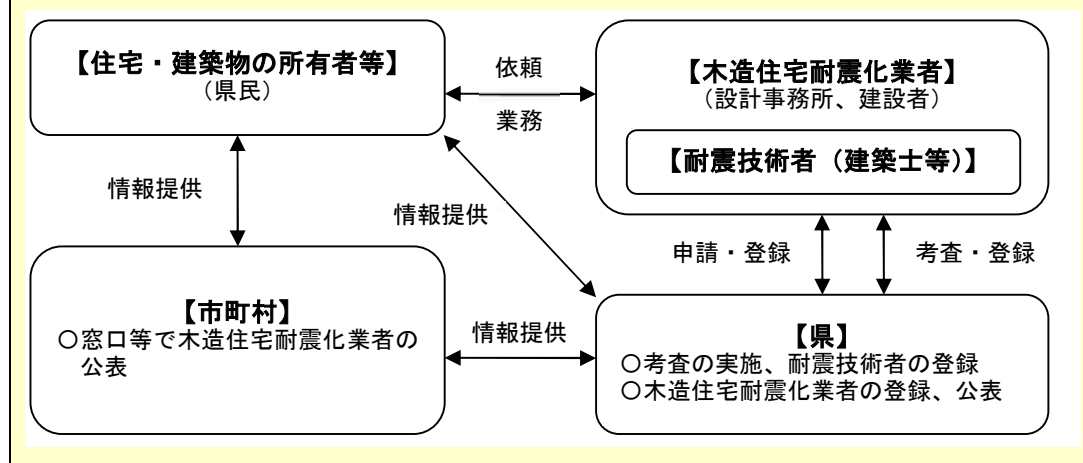 【住宅・建築物の所有者等】
（県民）
依頼
業務
【木造住宅耐震化業者】
（設計事務所、建設者）
【耐震技術者（建築士等）】
情報提供
情報提供
申請・登録
考査・登録
【市町村】
○窓口等で木造住宅耐震化業者の
公表
情報提供
【県】
○考査の実施、耐震技術者の登録
○木造住宅耐震化業者の登録、公表